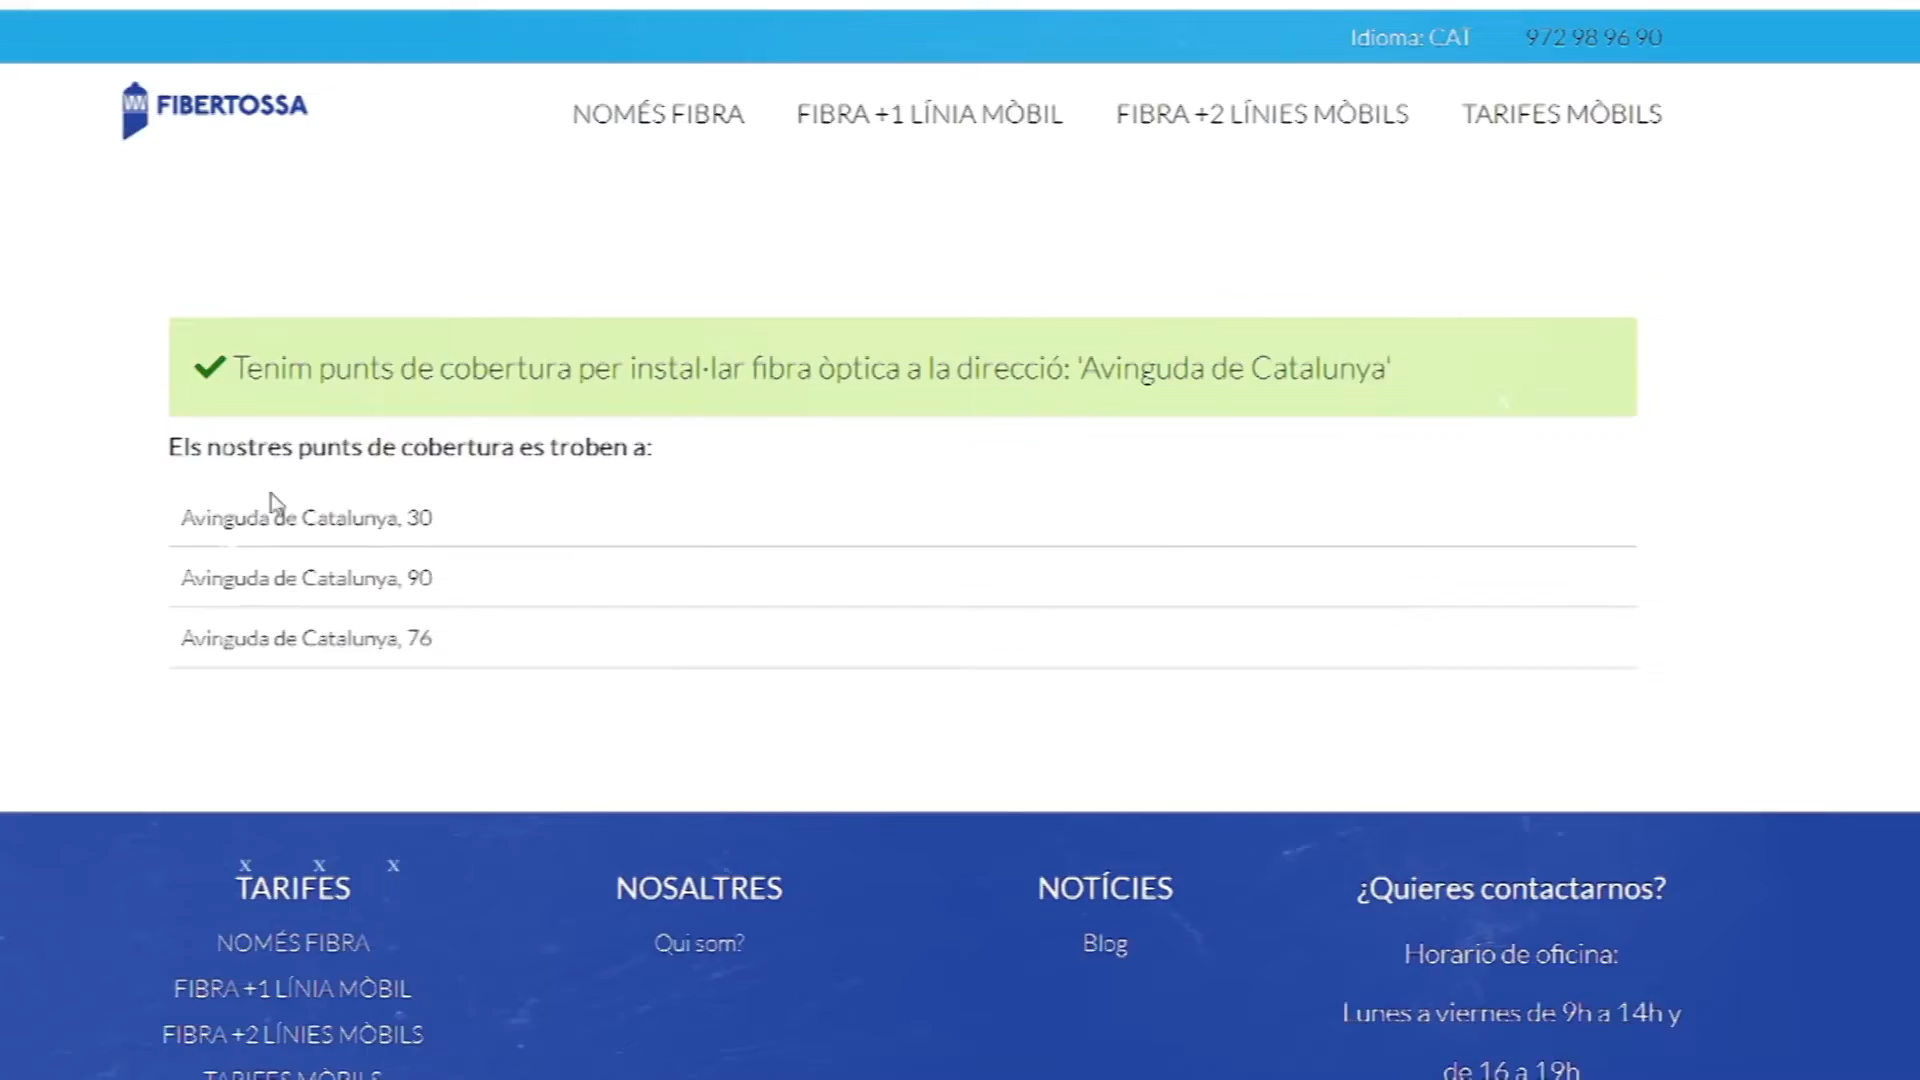 Idioma: CAT 972 98 96 90
FIBERTOSSA
NOMÉS FIBRA FIBRA +1 LÍNIA MÒBIL FIBRA +2 LÍNIES MÒBILS TARIFES MÒBILS
Tenim punts de cobertura per instal·lar fibra òptica a la direcció: 'Avinguda de Catalunya'
Els nostres punts de cobertura es troben a:
Avinguda de Catalunya, 30
Avinguda de Catalunya, 90
Avinguda de Catalunya, 76
x x x
TARIFES
NOMÉS FIBRA
FIBRA +1 LÍNIA MÒBIL
FIBRA +2 LÍNIES MÒBILS
TARIFES MÒBILS
NOSALTRES
Qui som?
NOTÍCIES
Blog
¿Quieres contactarnos?
Horario de oficina:
Lunes a viernes de 9h a 14h y
de 16 a 19h